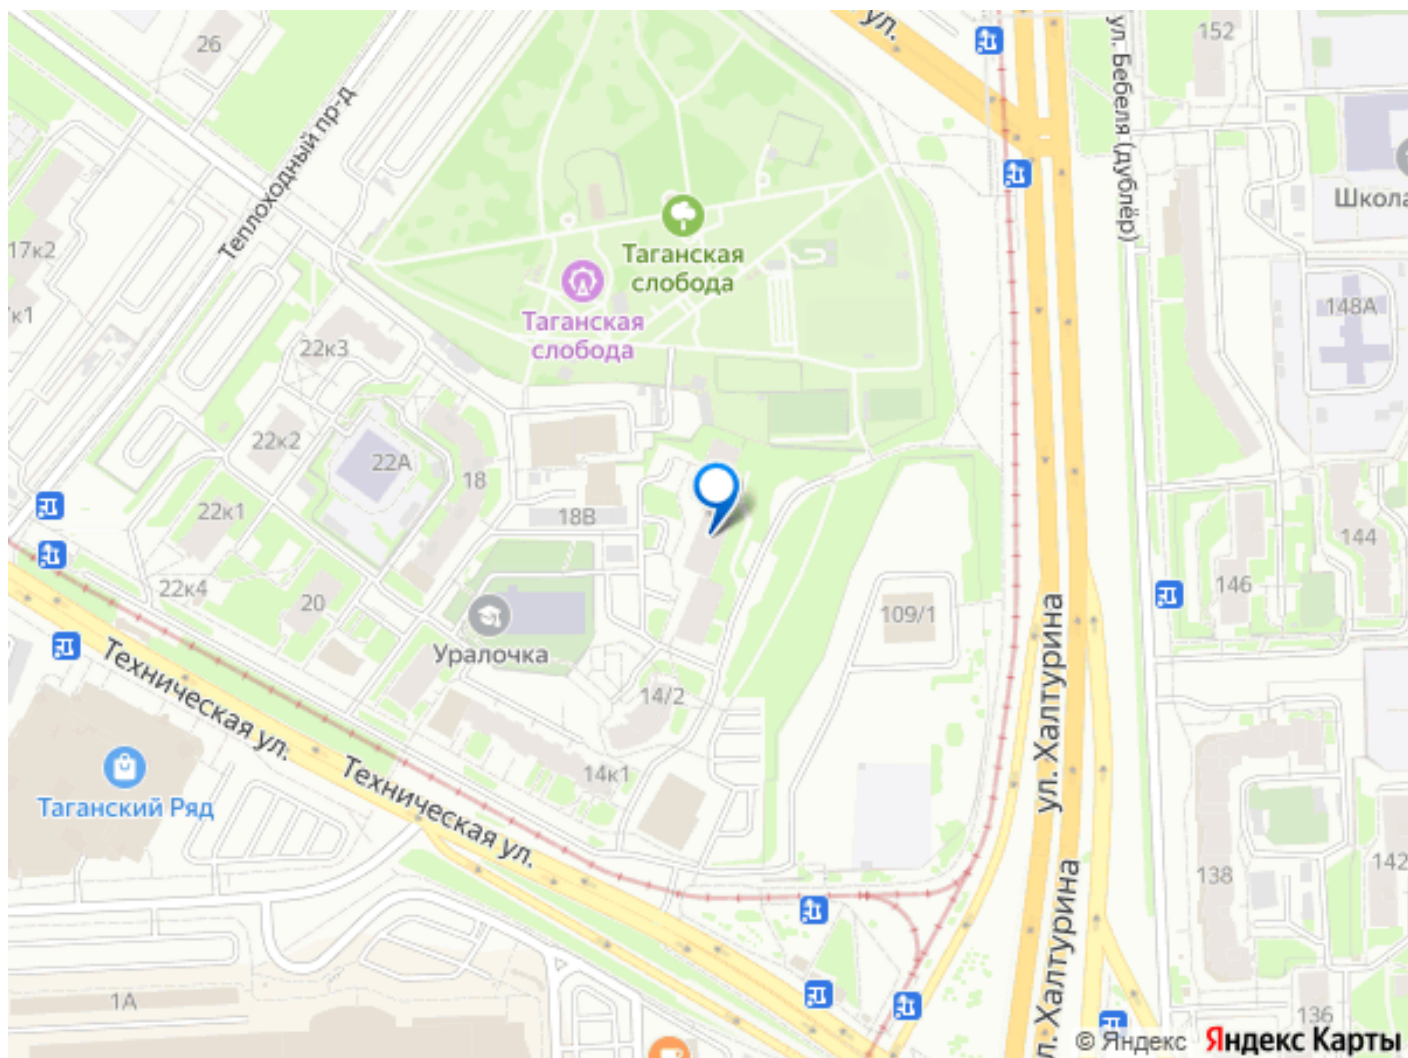 26
ул.
152
ул. Бебеля (дублёр)
Теплоходный пр-д
Школа
17к2
Таганская
слобода
Таганская
слобода
148А
22к3
22к2
22А
18
22к1
18В
144
146
22к4
20
109/1
Уралочка
14/2
ул. Халтурина
Техническая ул.
Таганский Ряд
14к1
Техническая ул.
138
142
ул. Халтурина
1А
136
© Яндекс Яндекс Карты